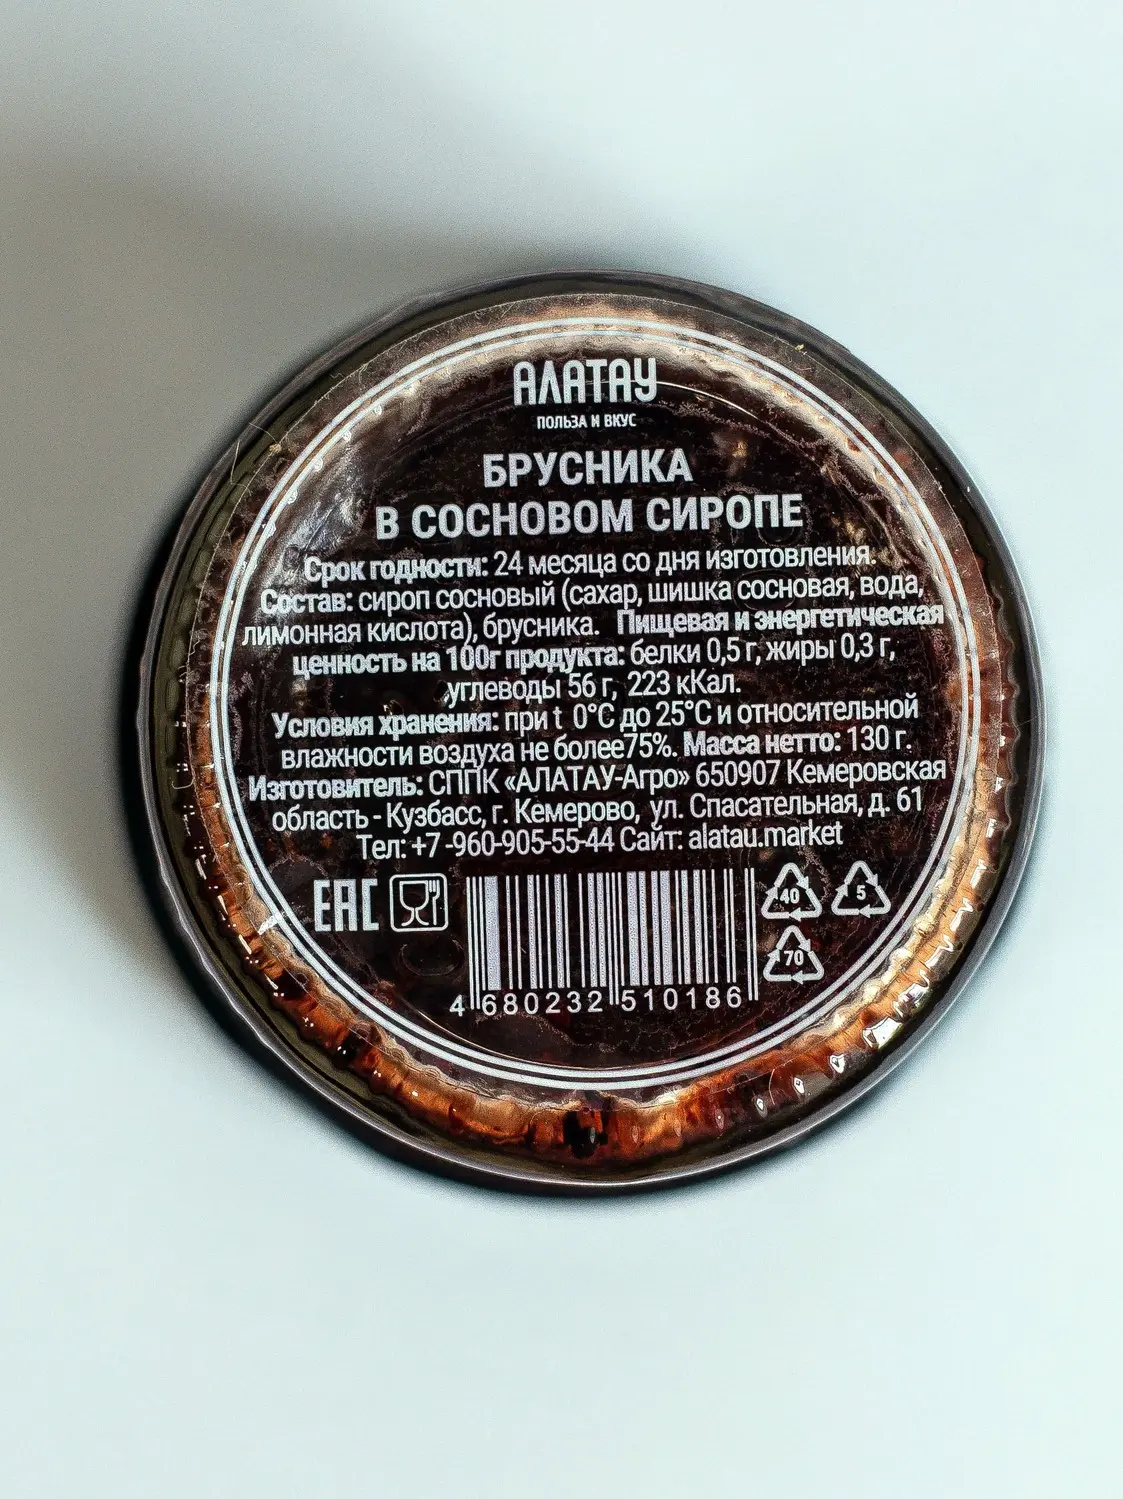 АЛАТАУ
ПОЛЬЗА И ВКУС
БРУСНИКА
В СОСНОВОМ СИРОПЕ
Срок годности: 24 месяца со дня изготовления.
Состав: сироп сосновый (сахар, шишка сосновая, вода,
лимонная кислота), брусника. Пищевая и энергетическая
ценность на 100г продукта: белки 0,5 г, жиры 0,3 г,
углеводы 56 г, 223 кКал.
Условия хранения: при t 0°С до 25°С и относительной
влажности воздуха не более75%. Масса нетто: 130 г.
Изготовитель: СППК «АЛАТАУ-Агро» 650907 Кемеровская
область - Кузбасс, г. Кемерово, ул. Спасательная, д. 61
Тел: +7 -960-905-55-44 Сайт: alatau.market
EAC
40 5
70
4 680232 510186